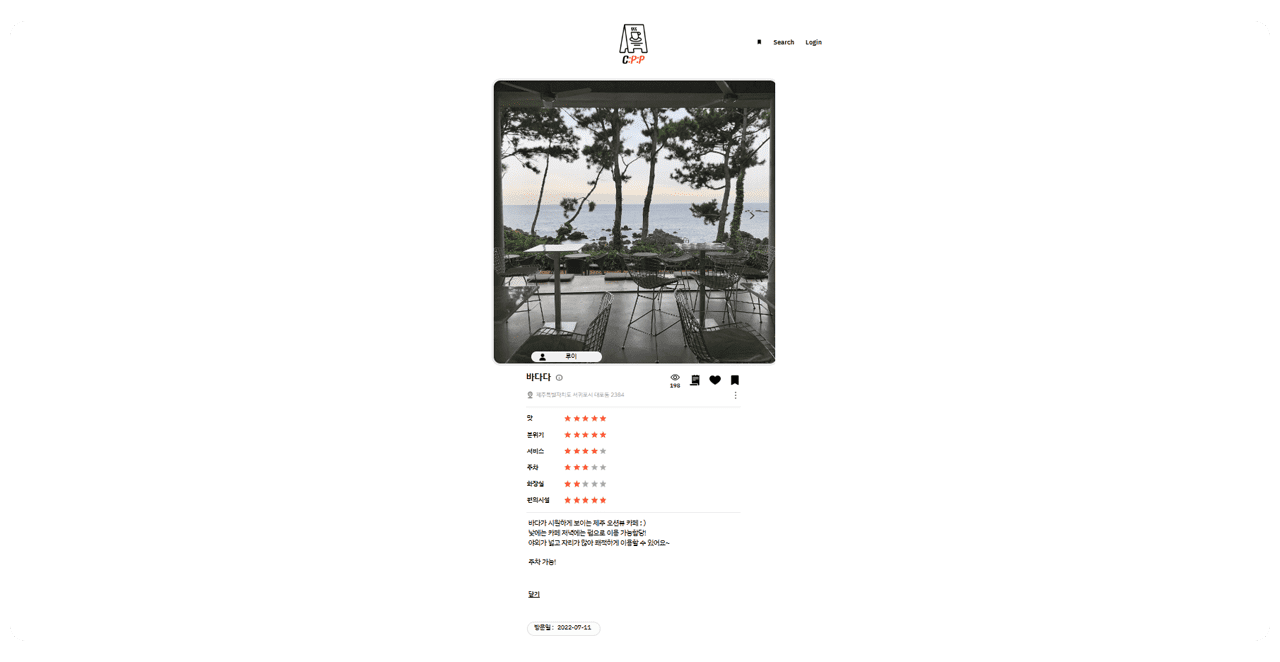 C:P:P
Search
Login
후이
바다다
198
제주특별자치도 서귀포시 대포동 2384
맛
분위기
서비스
주차
화장실
편의시설
바다가 시원하게 보이는 제주 오션뷰 카페 : )
낮에는 카페 저녁에는 펍으로 이용 가능합당!
야외가 넓고 자리가 많아 쾌적하게 이용할 수 있어요~
주차 가능!
닫기
방문일 : 2022-07-11